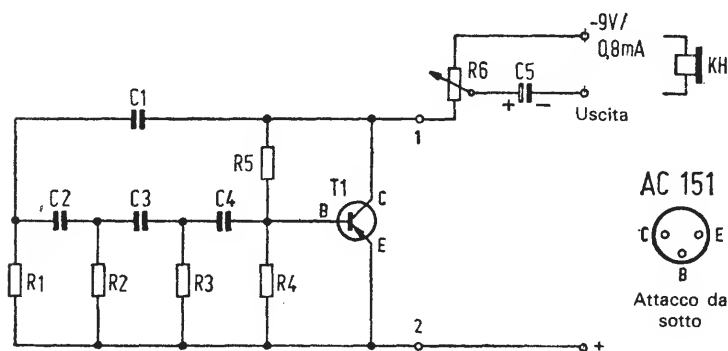 -9V/
0,8mA
R6
C5
KH
+
−
Uscita
C1
1
R5
T1
C
AC 151
C2
C3
C4
B
C
E
E
B
R1
R2
R3
R4
Attacco da
sotto
2
+